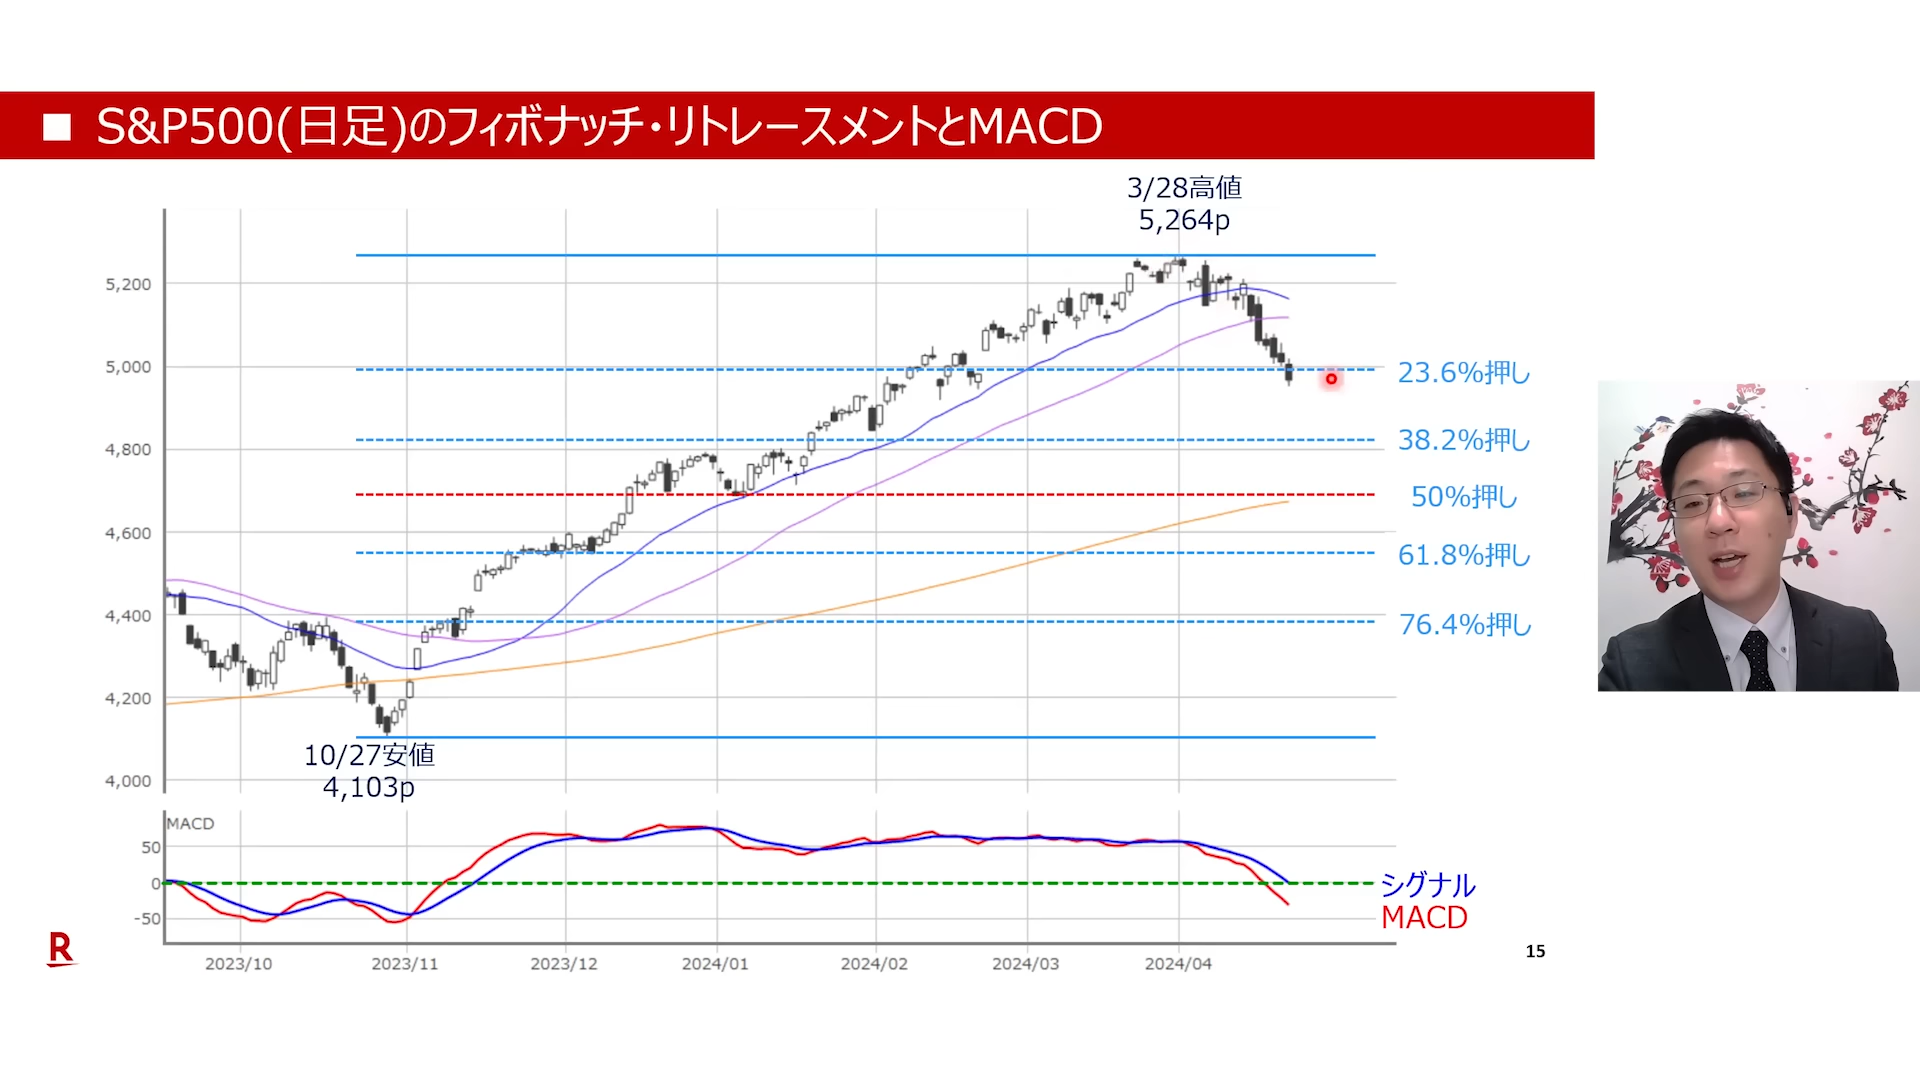 ■ S&P500(日足)のフィボナッチ・リトレースメントとMACD
3/28高値
5,264p
5,200
5,000
4,800
4,600
4,400
4,200
4,000
23.6%押し
38.2%押し
50%押し
61.8%押し
76.4%押し
10/27安値
4,103p
MACD
50
0
-50
シグナル
MACD
2023/10
2023/11
2023/12
2024/01
2024/02
2024/03
2024/04
R
15